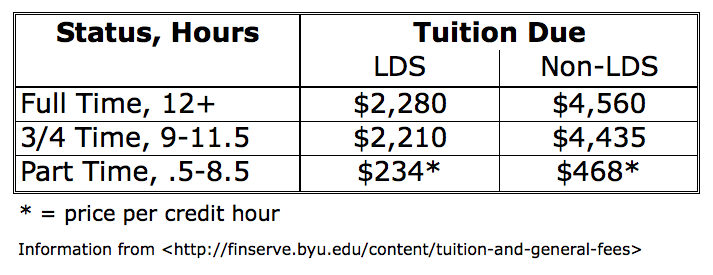 Status, Hours Tuition Due
LDS Non-LDS
Full Time, 12+ $2,280 $4,560
3/4 Time, 9-11.5 $2,210 $4,435
Part Time, .5-8.5 $234* $468*
* = price per credit hour
Information from <http://finserve.byu.edu/content/tuition-and-general-fees>